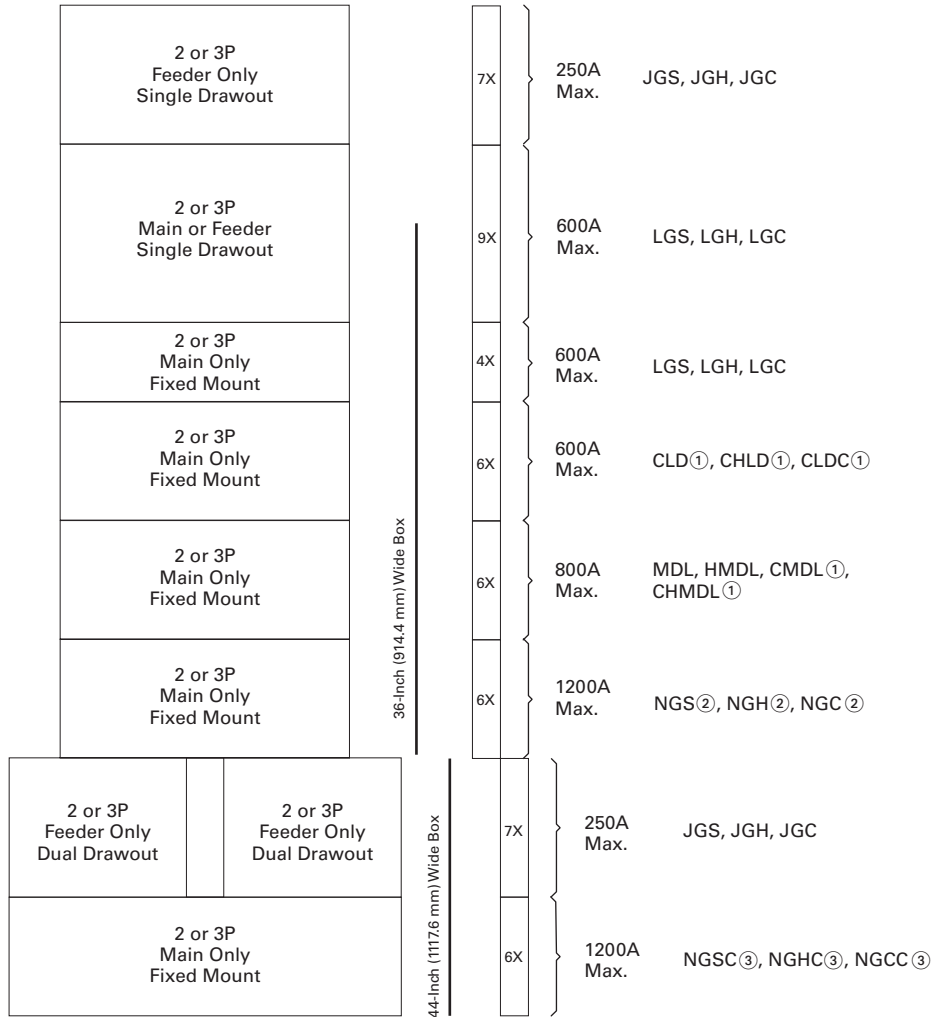 2 or 3P
Feeder Only
Single Drawout
7X
250A
Max.
JGS, JGH, JGC
2 or 3P
Main or Feeder
Single Drawout
9X
600A
Max.
LGS, LGH, LGC
2 or 3P
Main Only
Fixed Mount
4X
600A
Max.
LGS, LGH, LGC
2 or 3P
Main Only
Fixed Mount
6X
600A
Max.
CLD①, CHLD①, CLDC①
2 or 3P
Main Only
Fixed Mount
6X
800A
Max.
MDL, HMDL, CMDL①,
CHMDL①
2 or 3P
Main Only
Fixed Mount
6X
1200A
Max.
NGS②, NGH②, NGC②
36-Inch (914.4 mm) Wide Box
2 or 3P
Feeder Only
Dual Drawout
2 or 3P
Feeder Only
Dual Drawout
7X
250A
Max.
JGS, JGH, JGC
2 or 3P
Main Only
Fixed Mount
6X
1200A
Max.
NGSC③, NGHC③, NGCC③
44-Inch (1117.6 mm) Wide Box